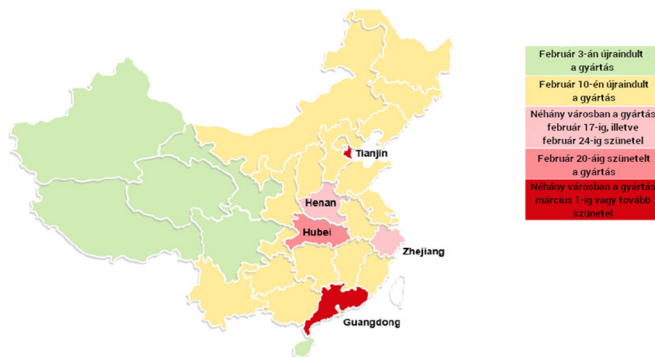 Tianjin
Henan
Hubei
Zhejiang
Guangdong
Február 3-án újraindult
a gyártás
Február 10-én újraindult
a gyártás
Néhány városban a gyártás
február 17-ig, illetve
február 24-ig szünetel
Február 20-áig szünetelt
a gyártás
Néhány városban a gyártás
március 1-ig vagy tovább
szünetel